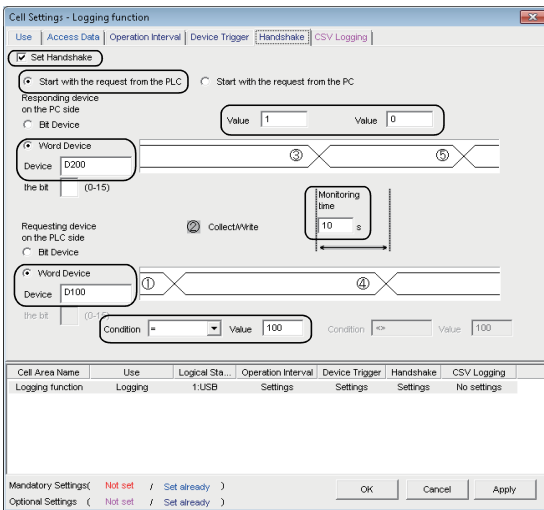 Cell Settings - Logging function
Use Access Data Operation Interval Device Trigger Handshake CSV Logging
Set Handshake
Start with the request from the PLC Start with the request from the PC
Responding device
on the PC side
Value 1 Value 0
Bit Device
Word Device
Device D200
③ ⑤
the bit (0-15)
Monitoring
time
10 s
Requesting device
on the PLC side
② Collect/Write
Bit Device
Word Device
Device D100
① ④
the bit (0-15)
Condition = Value 100 Condition <> Value 100
Cell Area Name Use Logical Sta... Operation Interval Device Trigger Handshake CSV Logging
Logging function Logging 1:USB Settings Settings Settings No settings
Mandatory Settings( Not set / Set already )
Optional Settings ( Not set / Set already )
OK Cancel Apply